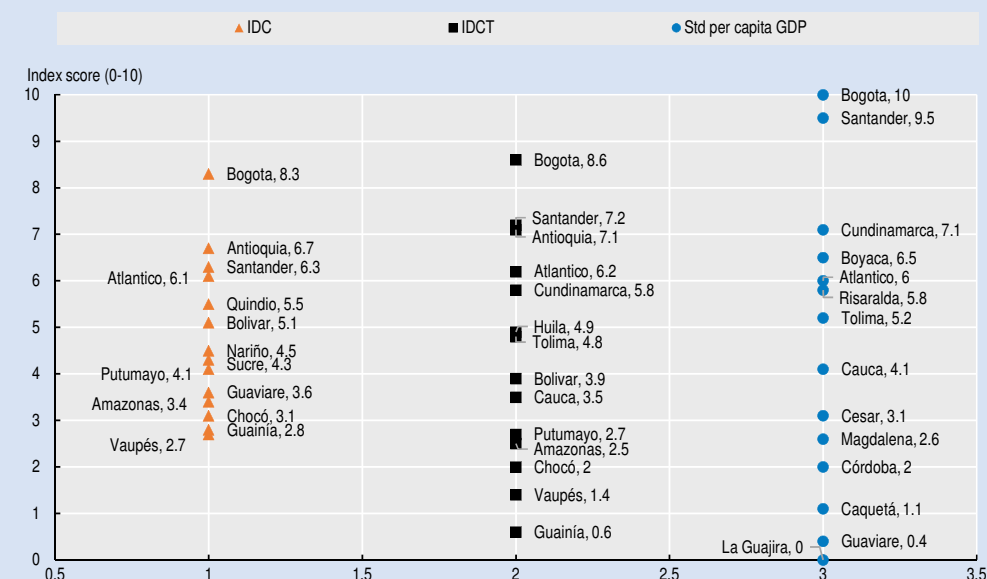 IDC
IDCT
Std per capita GDP
Index score (0-10)
10
9
8
7
6
5
4
3
2
1
0
0.5
1
1.5
2
2.5
3
3.5
Bogota, 8.3
Antioquia, 6.7
Santander, 6.3
Atlantico, 6.1
Quindio, 5.5
Bolivar, 5.1
Nariño, 4.5
Sucre, 4.3
Putumayo, 4.1
Guaviare, 3.6
Amazonas, 3.4
Chocó, 3.1
Guainía, 2.8
Vaupés, 2.7
Bogota, 8.6
Santander, 7.2
Antioquia, 7.1
Atlantico, 6.2
Cundinamarca, 5.8
Huila, 4.9
Tolima, 4.8
Bolivar, 3.9
Cauca, 3.5
Putumayo, 2.7
Amazonas, 2.5
Chocó, 2
Vaupés, 1.4
Guainía, 0.6
Bogota, 10
Santander, 9.5
Cundinamarca, 7.1
Boyaca, 6.5
Atlantico, 6
Risaralda, 5.8
Tolima, 5.2
Cauca, 4.1
Cesar, 3.1
Magdalena, 2.6
Córdoba, 2
Caquetá, 1.1
Guaviare, 0.4
La Guajira, 0